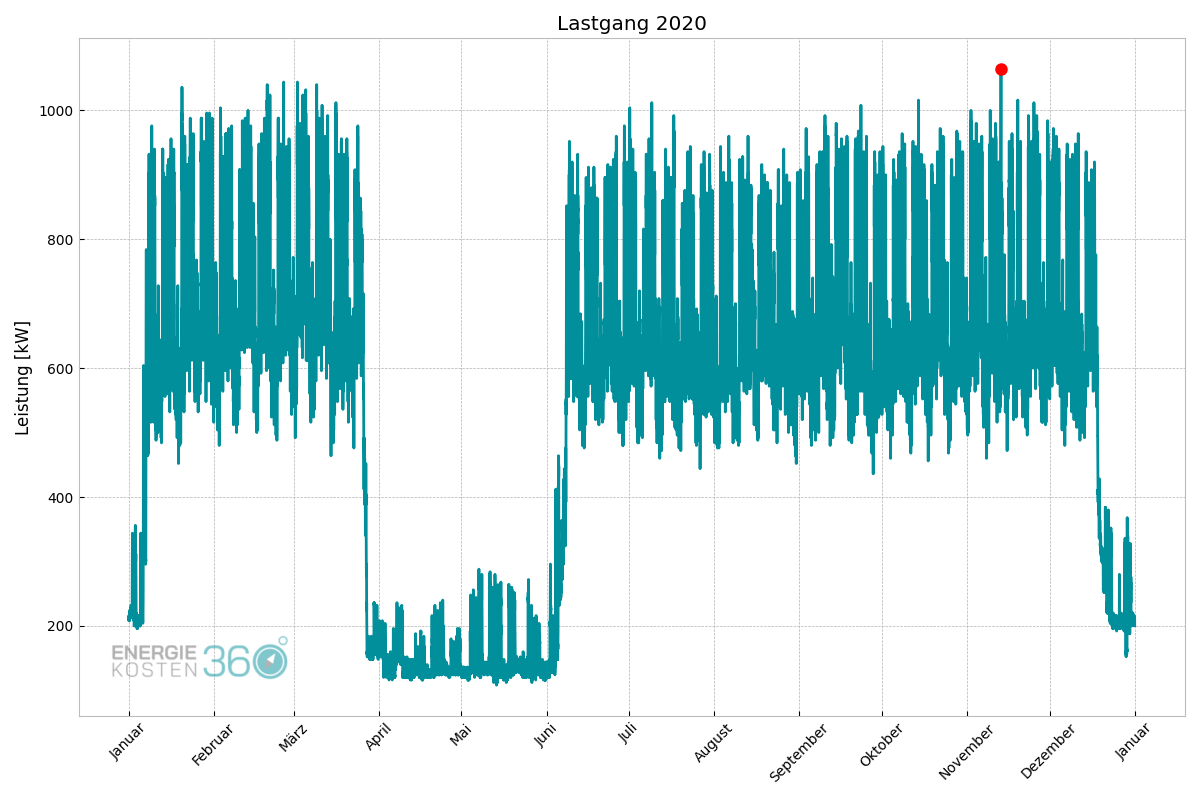 Lastgang 2020
Leistung [kW]
1000
800
600
400
200
ENERGIE
KOSTEN 360°
Januar
Februar
März
April
Mai
Juni
Juli
August
September
Oktober
November
Dezember
Januar